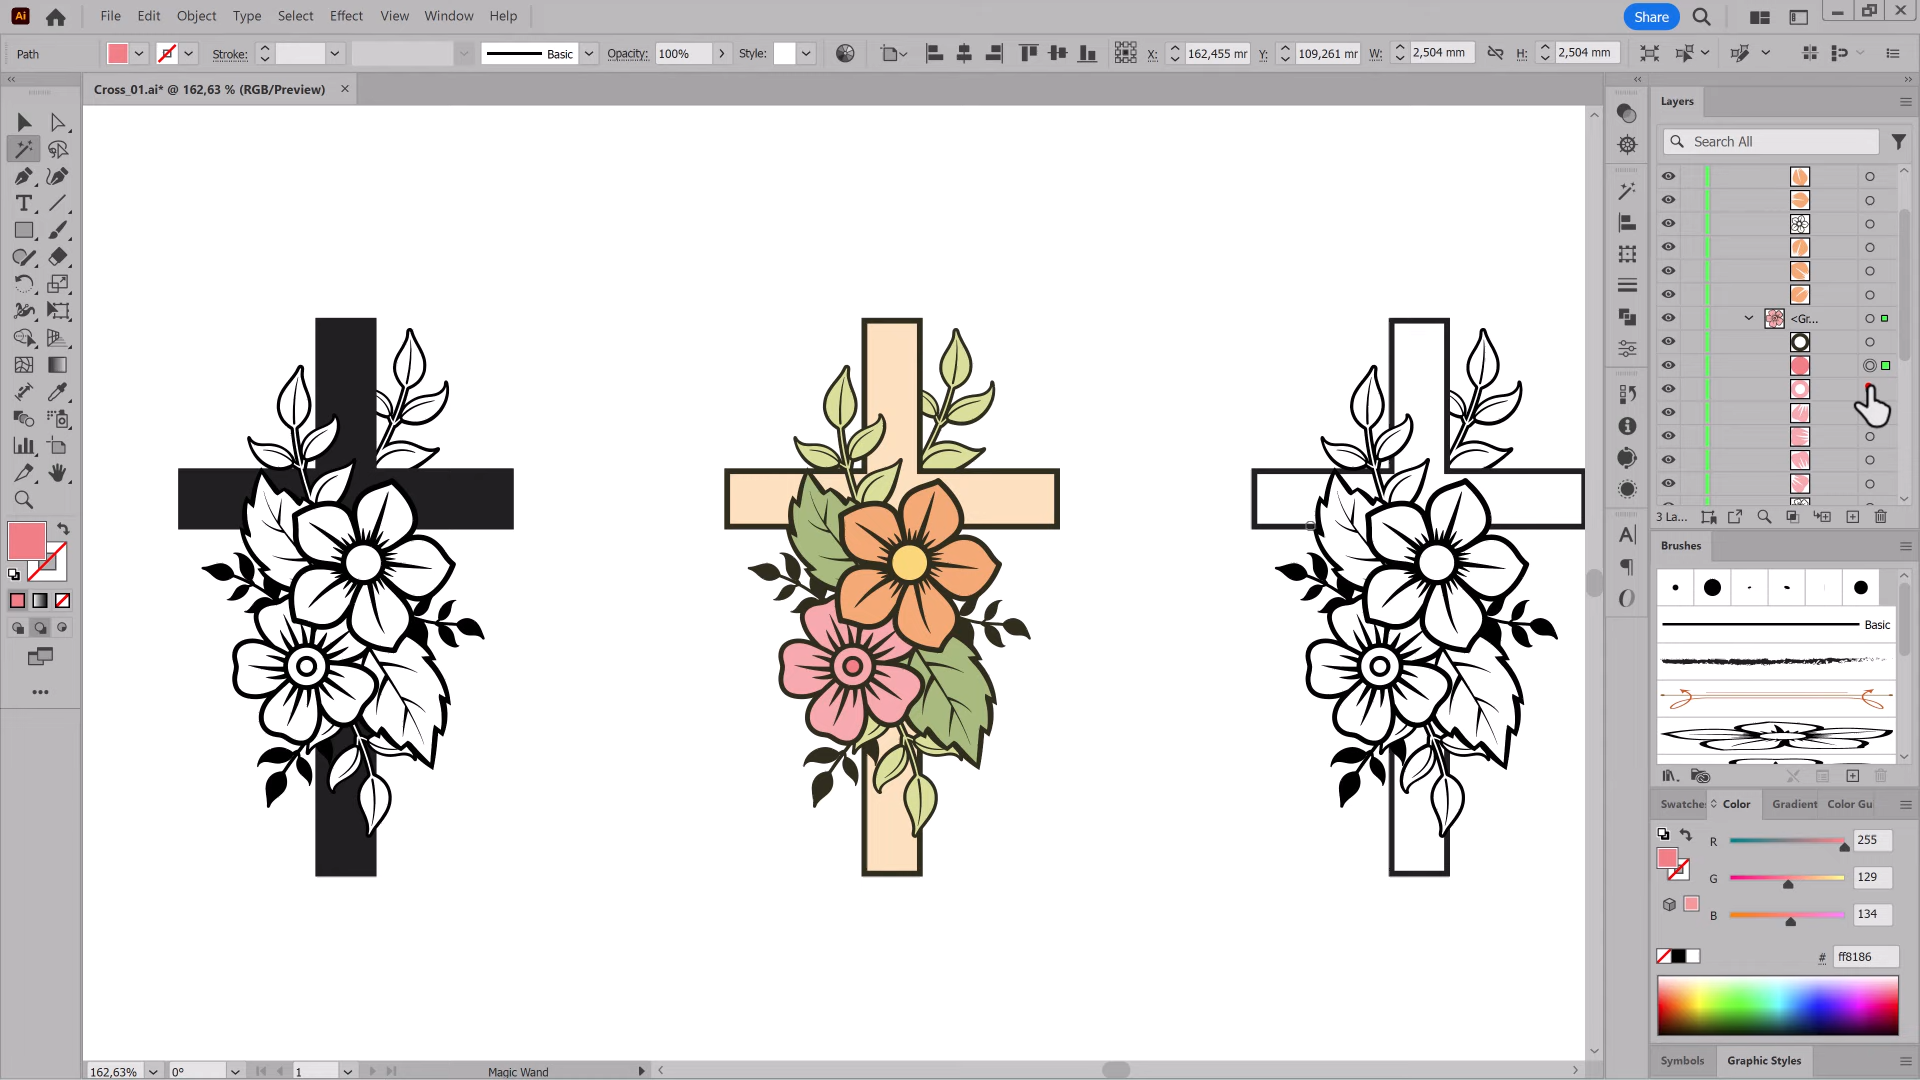 Ai File Edit Object Type Select Effect View Window Help Share
Path Stroke: Basic Opacity: 100% Style: X: 162,455 mr Y: 109,261 mr W: 2,504 mm H: 2,504 mm
Cross_01.ai* @ 162,63 % (RGB/Preview) ×
Layers
Search All
<Gr...
3 La...
Brushes
Basic
Swatches Color Gradient Color Gu
R 255
G 129
B 134
# ff8186
Symbols Graphic Styles
162,63% 0° 1 Magic Wand